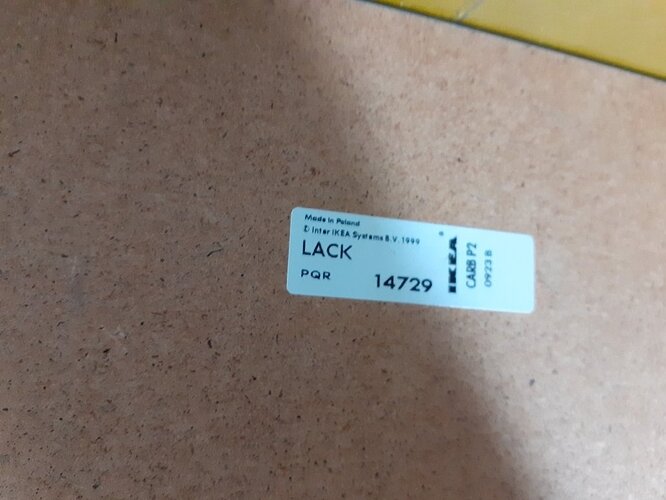 Made in Poland
© Inter IKEA Systems B.V. 1999
LACK
PQR 14729
IKEA
®
CARB P2
0923 B